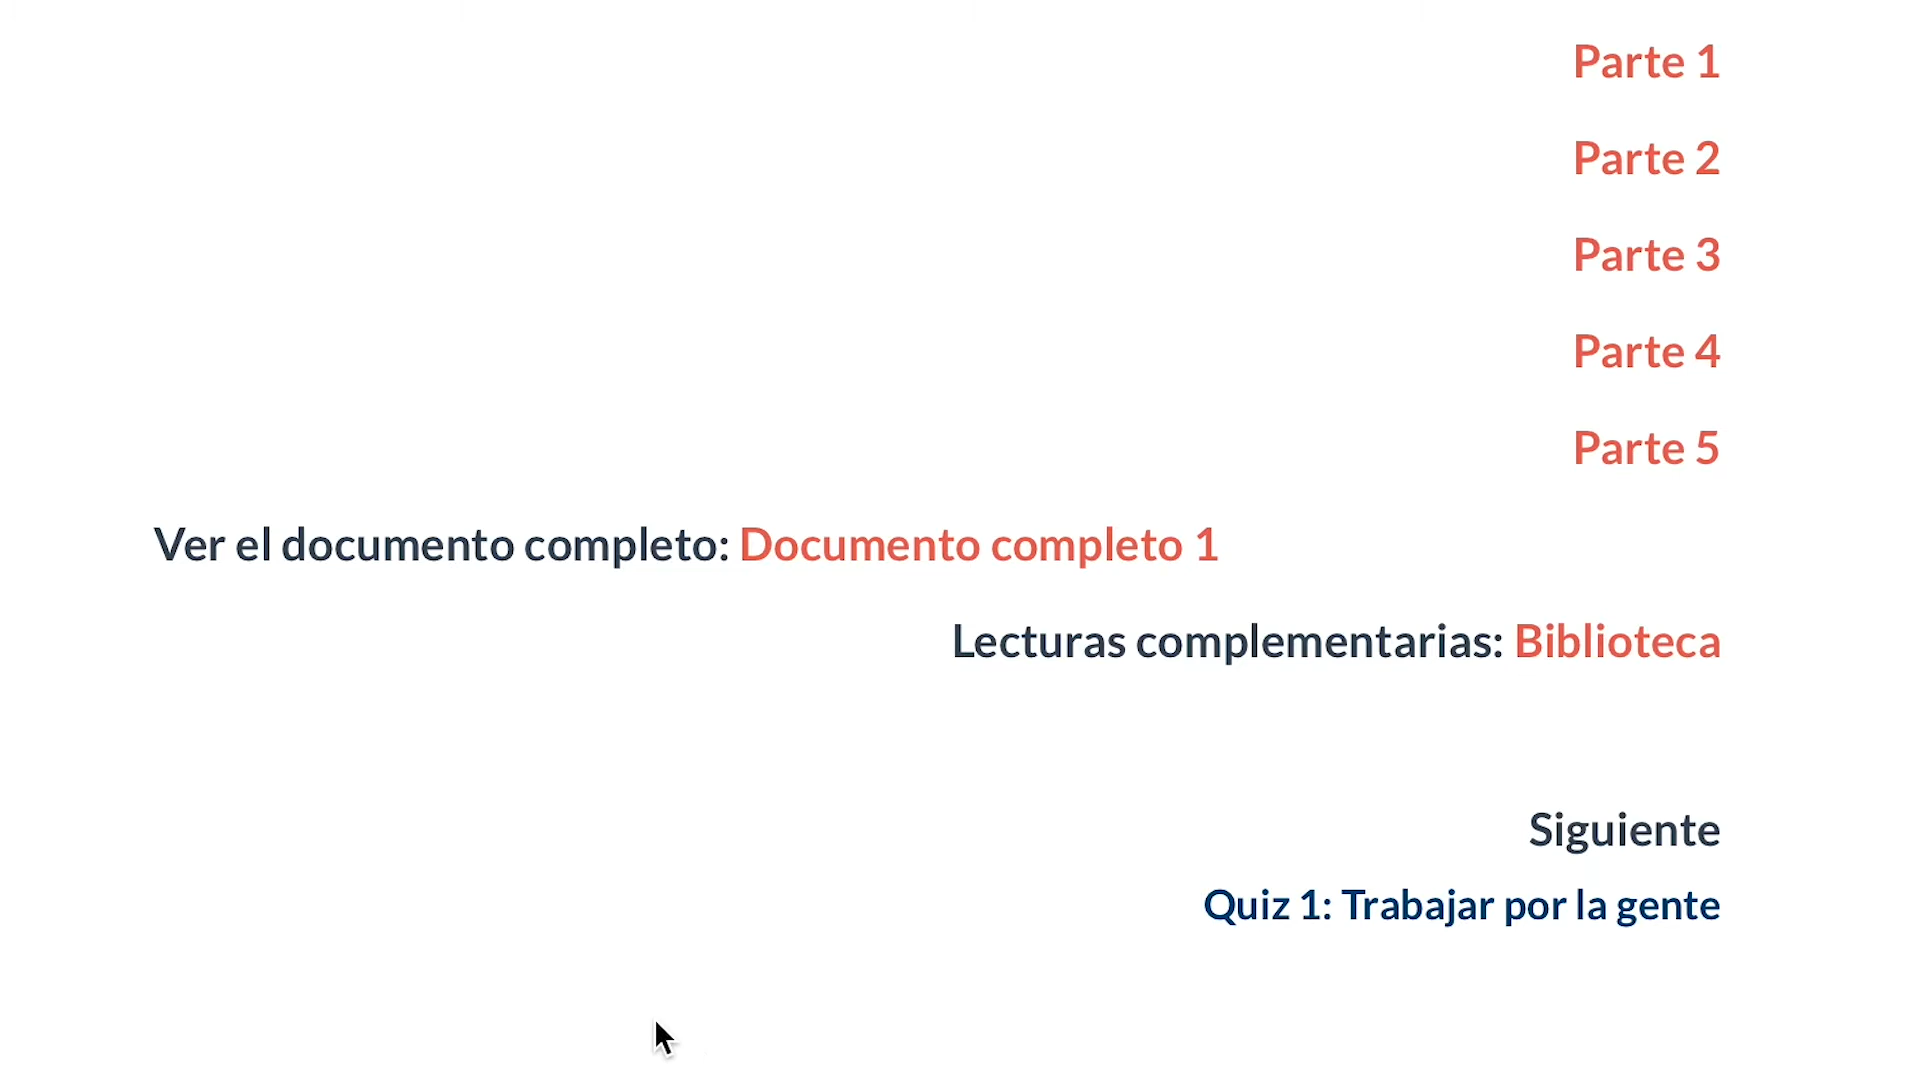 Parte 1
Parte 2
Parte 3
Parte 4
Parte 5
Ver el documento completo: Documento completo 1
Lecturas complementarias: Biblioteca
Siguiente
Quiz 1: Trabajar por la gente